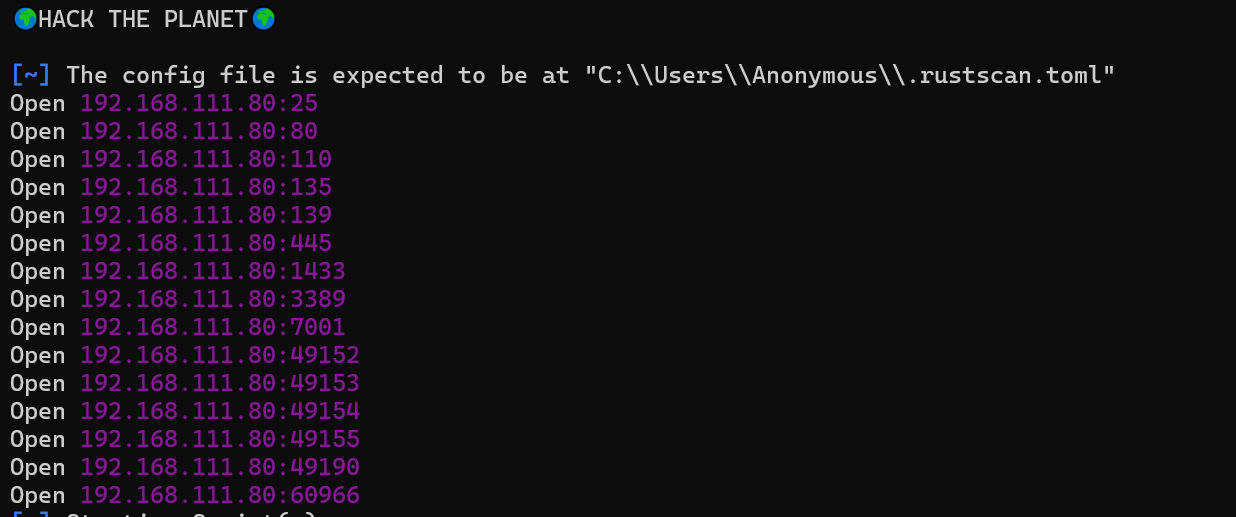 🌍HACK THE PLANET🌍
[~] The config file is expected to be at "C:\\Users\\Anonymous\\.rustscan.toml"
Open 192.168.111.80:25
Open 192.168.111.80:80
Open 192.168.111.80:110
Open 192.168.111.80:135
Open 192.168.111.80:139
Open 192.168.111.80:445
Open 192.168.111.80:1433
Open 192.168.111.80:3389
Open 192.168.111.80:7001
Open 192.168.111.80:49152
Open 192.168.111.80:49153
Open 192.168.111.80:49154
Open 192.168.111.80:49155
Open 192.168.111.80:49190
Open 192.168.111.80:60966